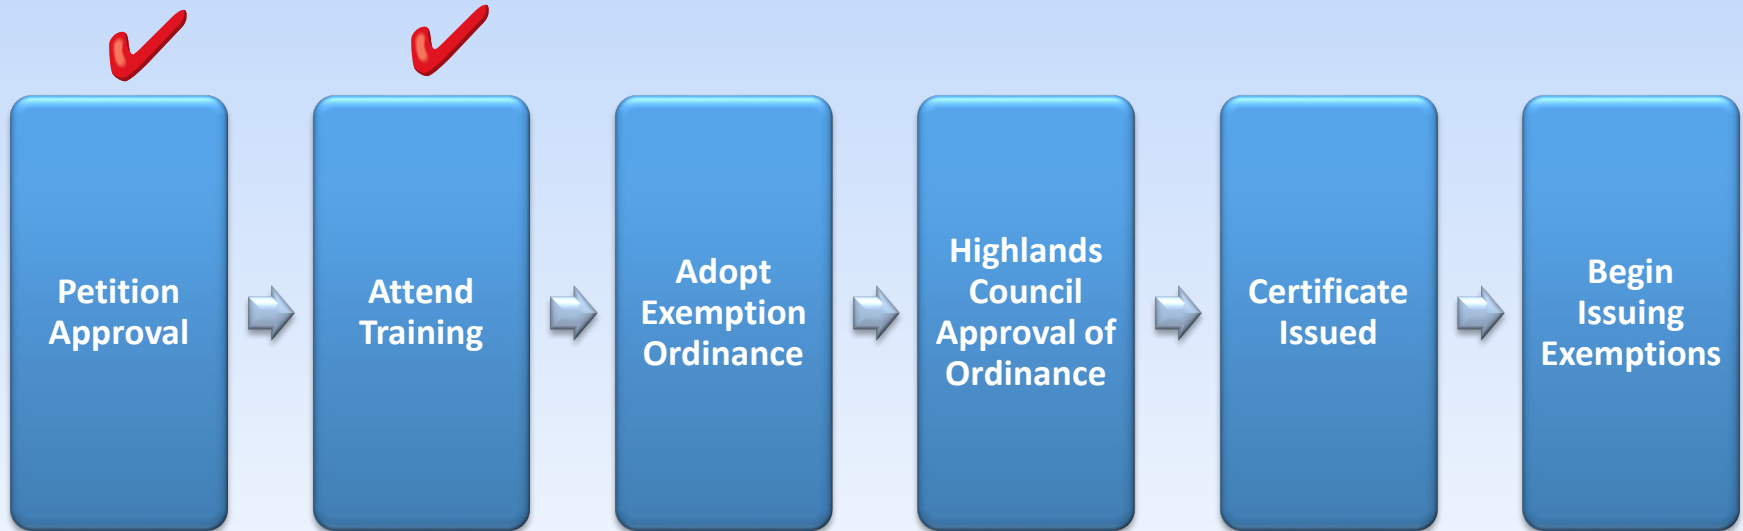 Petition
Approval
Attend
Training
Adopt
Exemption
Ordinance
Highlands
Council
Approval of
Ordinance
Certificate
Issued
Begin
Issuing
Exemptions